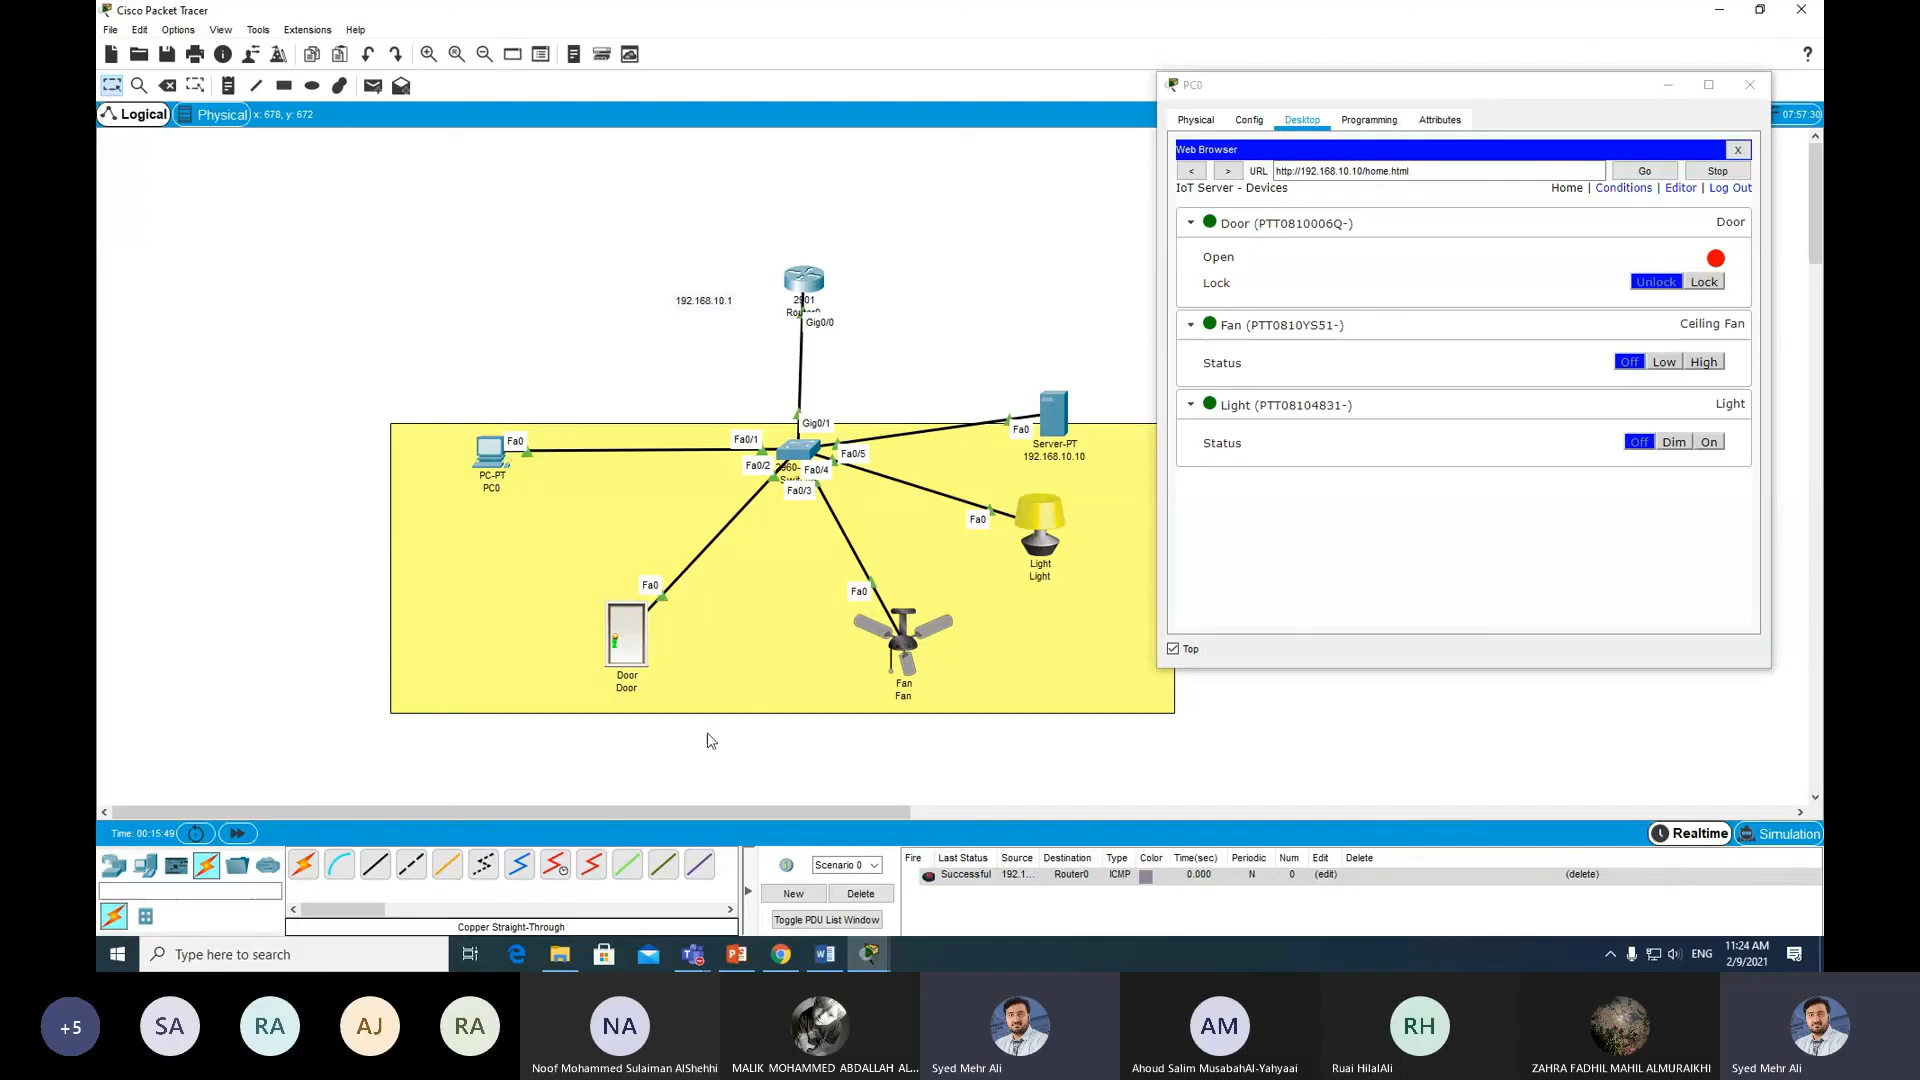 Cisco Packet Tracer
File Edit Options View Tools Extensions Help
?
Logical Physical x: 678, y: 672 07:57:30
PC0
Physical Config Desktop Programming Attributes
Web Browser X
< > URL http://192.168.10.10/home.html Go Stop
IoT Server - Devices Home | Conditions | Editor | Log Out
Door (PTT0810006Q-) Door
Open
Lock Unlock Lock
Fan (PTT0810YS51-) Ceiling Fan
Status Off Low High
Light (PTT08104831-) Light
Status Off Dim On
Top
192.168.10.1
2901
Gig0/0
Gig0/1
Fa0
PC-PT
PC0
Fa0/1
Fa0/2
Fa0/5
Fa0/4
Fa0/3
Fa0
Server-PT
192.168.10.10
Fa0
Light
Light
Fa0
Door
Door
Fa0
Fan
Fan
Time: 00:15:49 Realtime Simulation
Scenario 0
New Delete
Toggle PDU List Window
Copper Straight-Through
Fire Last Status Source Destination Type Color Time(sec) Periodic Num Edit Delete
Successful 192.1... Router0 ICMP 0.000 N 0 (edit) (delete)
Type here to search
ENG
11:24 AM
2/9/2021
+5 SA RA AJ RA NA AM RH
Noof Mohammed Sulaiman AlShehhi
MALIK MOHAMMED ABDALLAH AL...
Syed Mehr Ali
Ahoud Salim MusabahAl-Yahyaai
Ruai HilalAli
ZAHRA FADHIL MAHIL ALMURAIKHI
Syed Mehr Ali